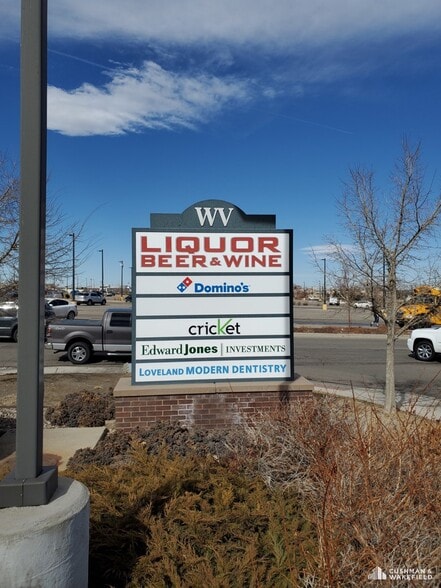 WV
LIQUOR
BEER & WINE
Domino's
cricket
Edward Jones | INVESTMENTS
LOVELAND MODERN DENTISTRY
CUSHMAN &
WAKEFIELD